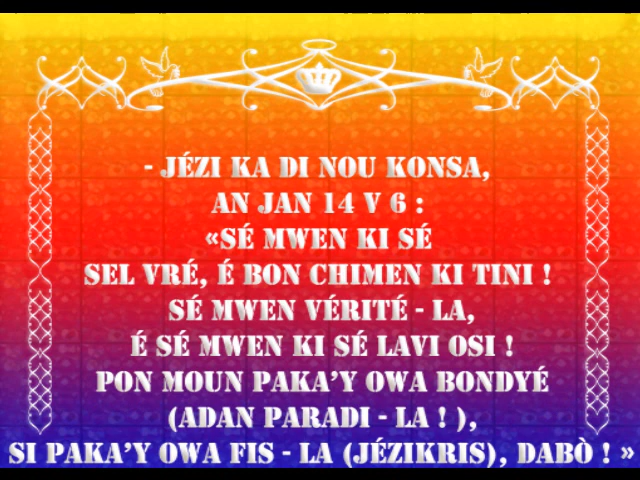 - JÉZI KA DI NOU KONSA,
AN JAN 14 V 6 :
«SÉ MWEN KI SÉ
SEL VRÉ, É BON CHIMEN KI TINI !
SÉ MWEN VÉRITÉ - LA,
É SÉ MWEN KI SÉ LAVI OSI !
PON MOUN PAKA'Y OWA BONDYÉ
(ADAN PARADI - LA ! ),
SI PAKA'Y OWA FIS - LA (JÉZIKRIS), DABÒ ! »